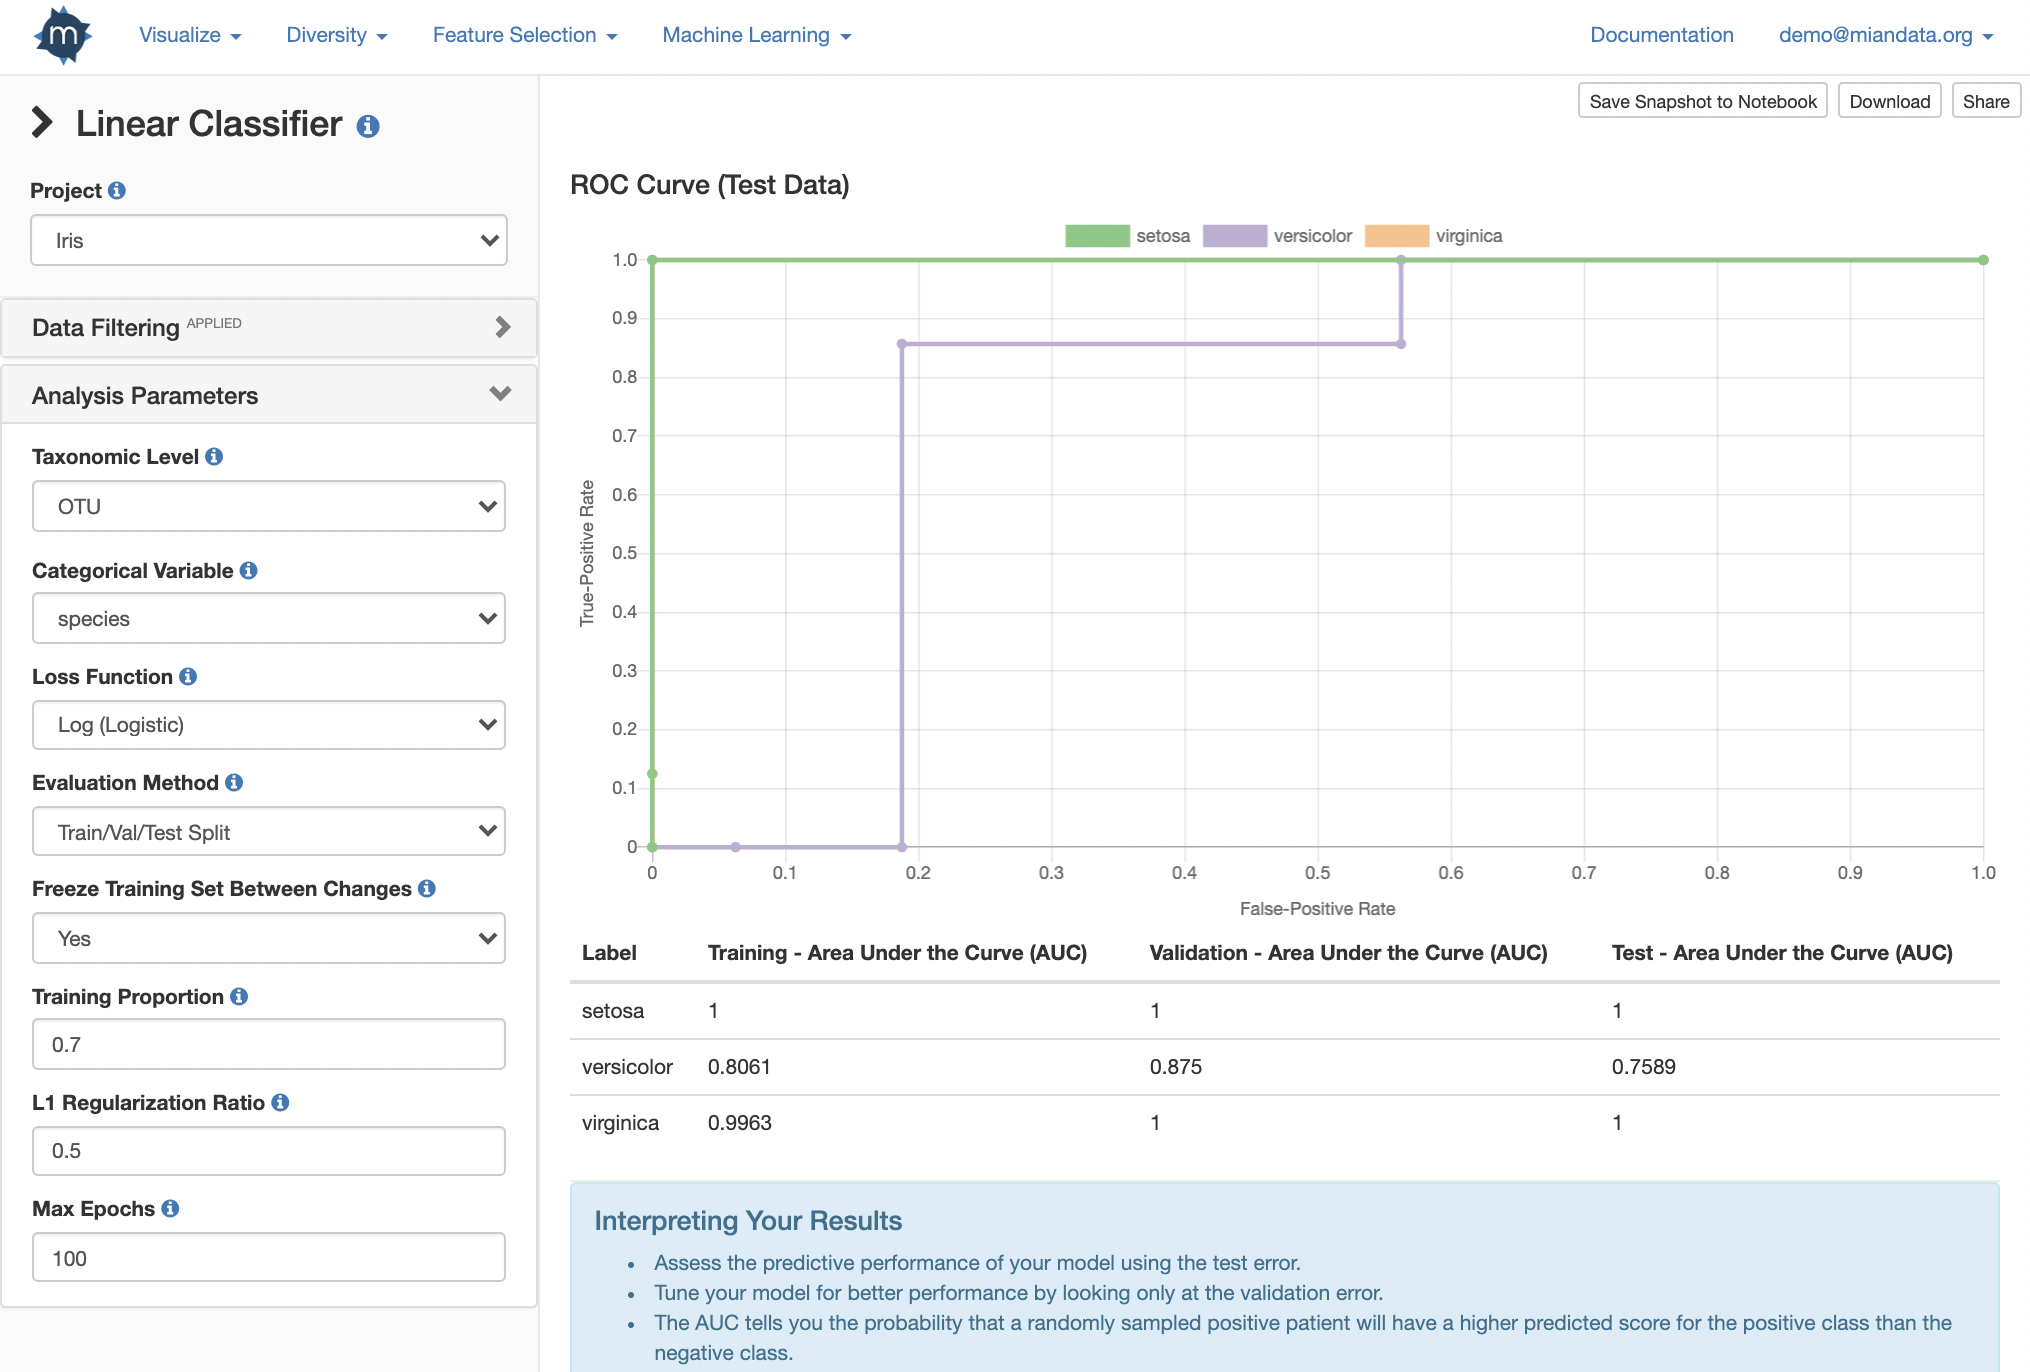 m Visualize Diversity Feature Selection Machine Learning Documentation demo@miandata.org
Save Snapshot to Notebook Download Share
Linear Classifier
Project
Iris
Data Filtering APPLIED
Analysis Parameters
Taxonomic Level
OTU
Categorical Variable
species
Loss Function
Log (Logistic)
Evaluation Method
Train/Val/Test Split
Freeze Training Set Between Changes
Yes
Training Proportion
0.7
L1 Regularization Ratio
0.5
Max Epochs
100
ROC Curve (Test Data)
setosa versicolor virginica
1.0
0.9
0.8
0.7
0.6
0.5
0.4
0.3
0.2
0.1
0
True-Positive Rate
0 0.1 0.2 0.3 0.4 0.5 0.6 0.7 0.8 0.9 1.0
False-Positive Rate
Label Training - Area Under the Curve (AUC) Validation - Area Under the Curve (AUC) Test - Area Under the Curve (AUC)
setosa 1 1 1
versicolor 0.8061 0.875 0.7589
virginica 0.9963 1 1
Interpreting Your Results
• Assess the predictive performance of your model using the test error.
• Tune your model for better performance by looking only at the validation error.
• The AUC tells you the probability that a randomly sampled positive patient will have a higher predicted score for the positive class than the
negative class.